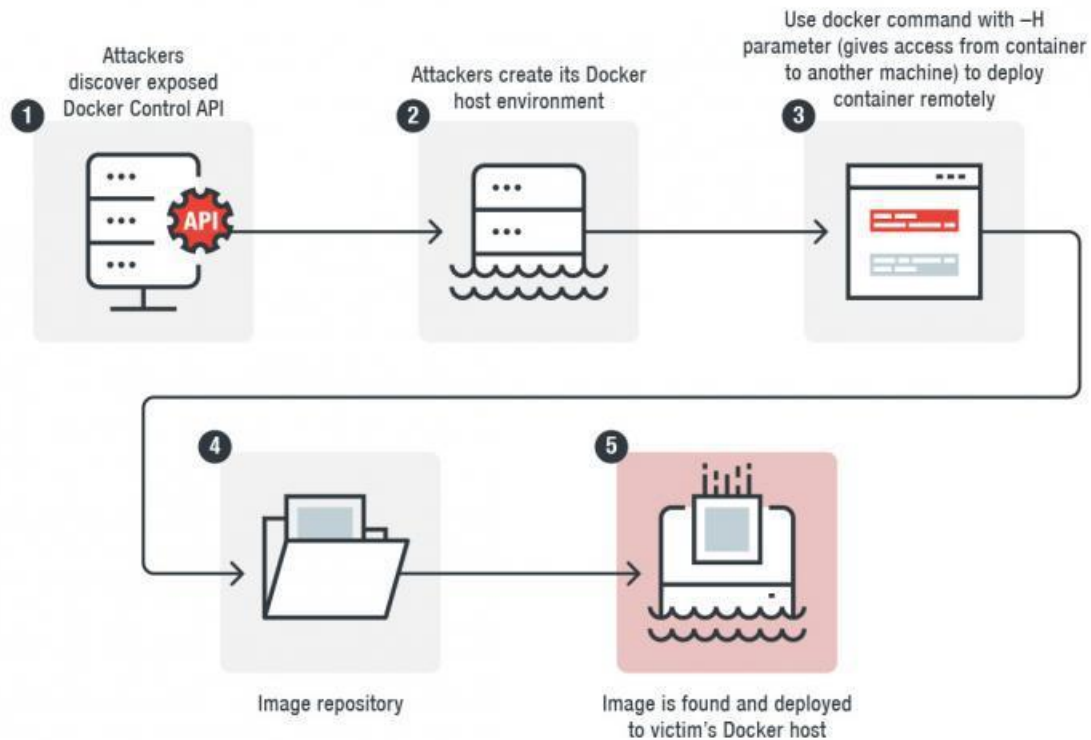 1
Attackers
discover exposed
Docker Control API
API
2
Attackers create its Docker
host environment
3
Use docker command with –H
parameter (gives access from container
to another machine) to deploy
container remotely
4
Image repository
5
Image is found and deployed
to victim's Docker host